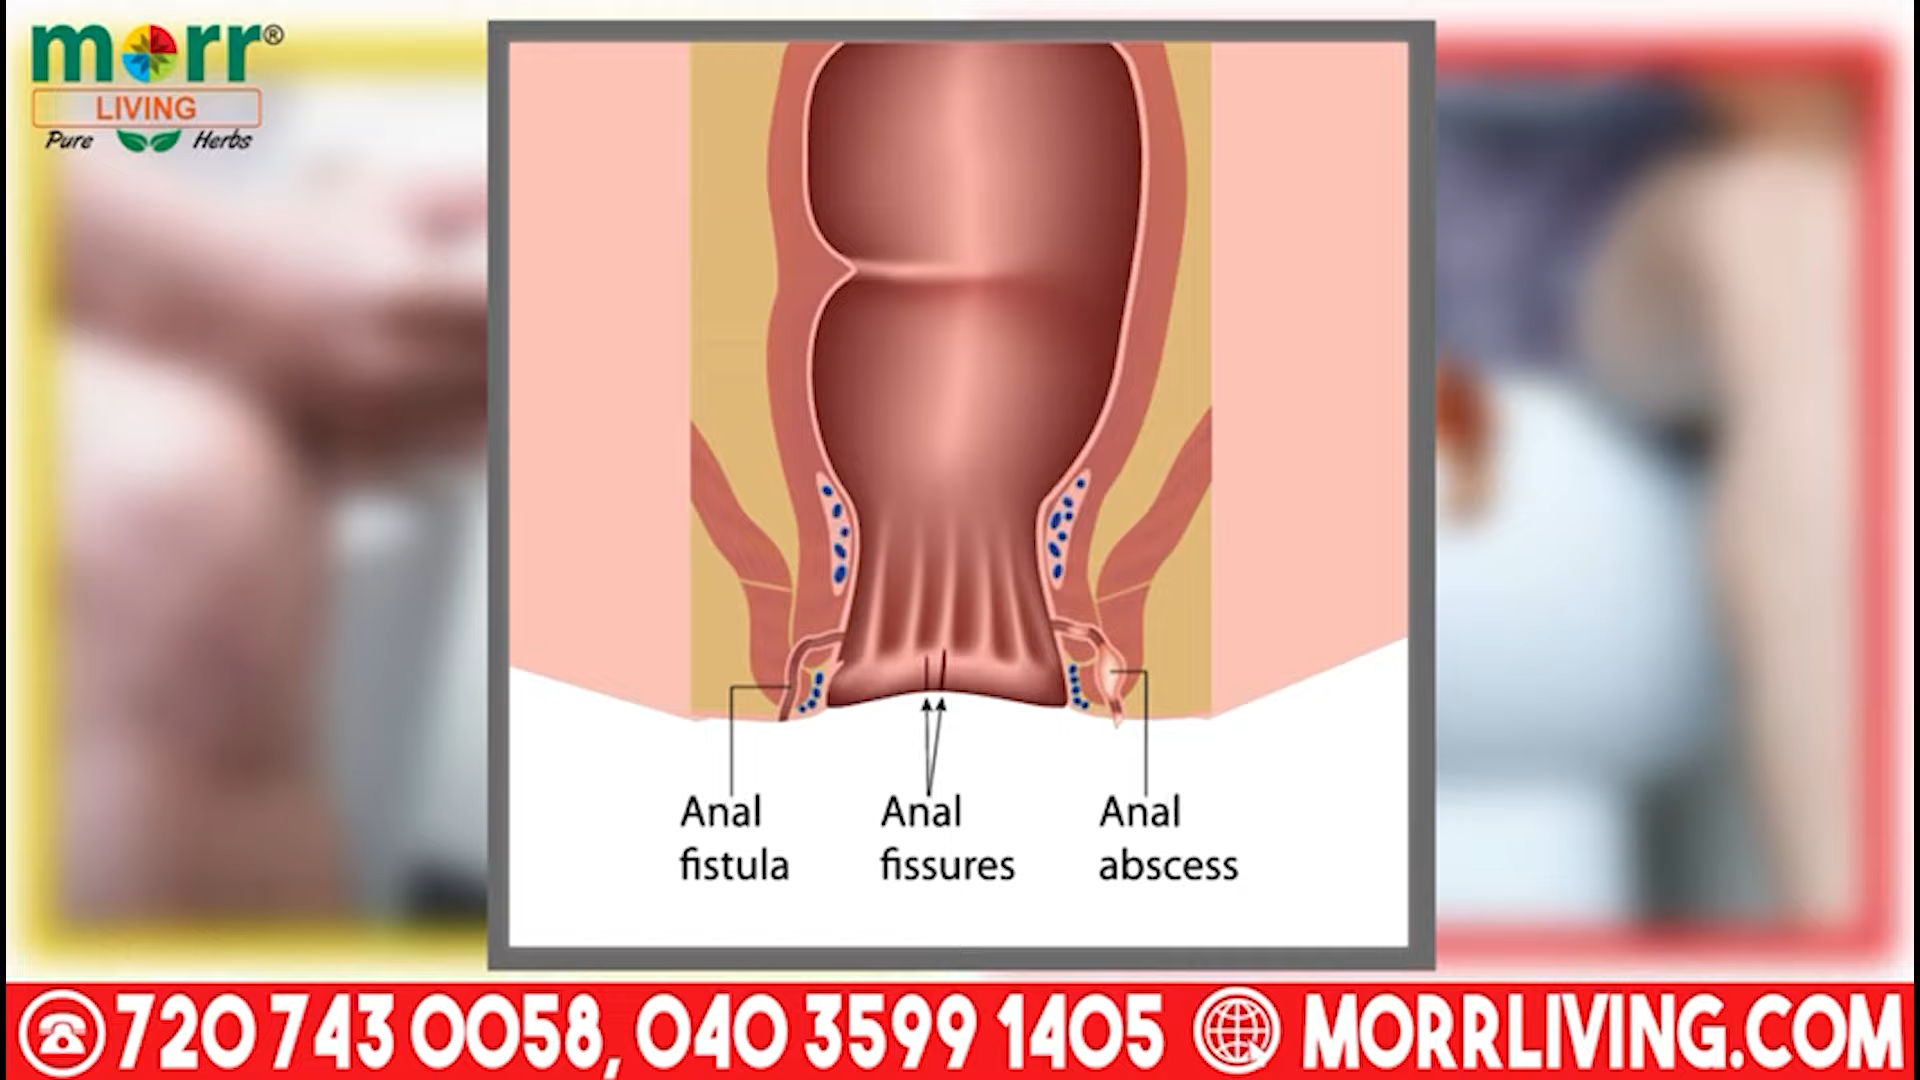 morr®
LIVING
Pure Herbs
Anal
fistula
Anal
fissures
Anal
abscess
720 743 0058, 040 3599 1405 MORRLIVING.COM